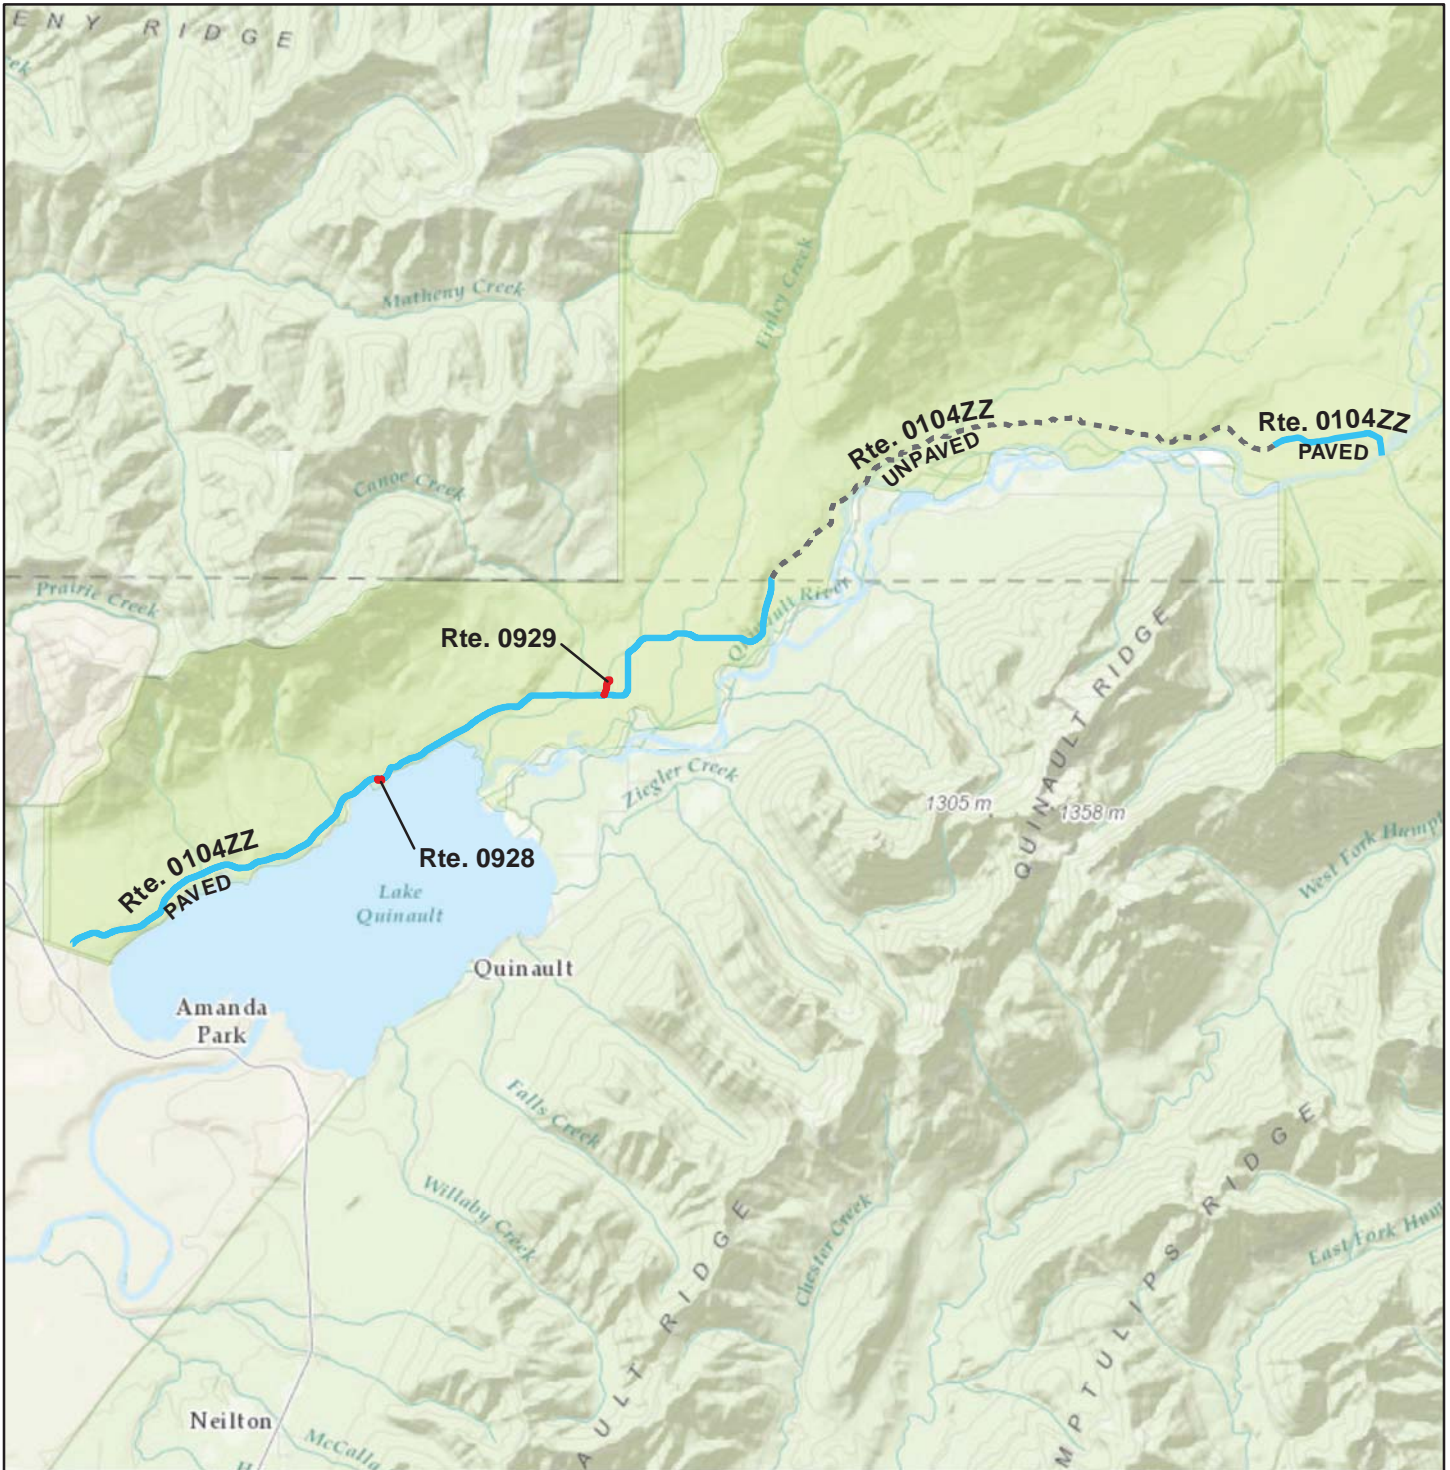 ENY RIDGE
Matheny Creek
Finley Creek
Rte. 0104ZZ
UNPAVED
Rte. 0104ZZ
PAVED
Canoe Creek
Prairie Creek
Quinault River
Rte. 0929
QUINAULT RIDGE
Ziegler Creek
1305 m
1358 m
West Fork Humpt
Rte. 0104ZZ
PAVED
Rte. 0928
Lake
Quinault
Quinault
Amanda
Park
Falls Creek
Willaby Creek
Chester Creek
AULT RIDGE
MPTULIPS RIDGE
East Fork Hum
Neilton
McCalla